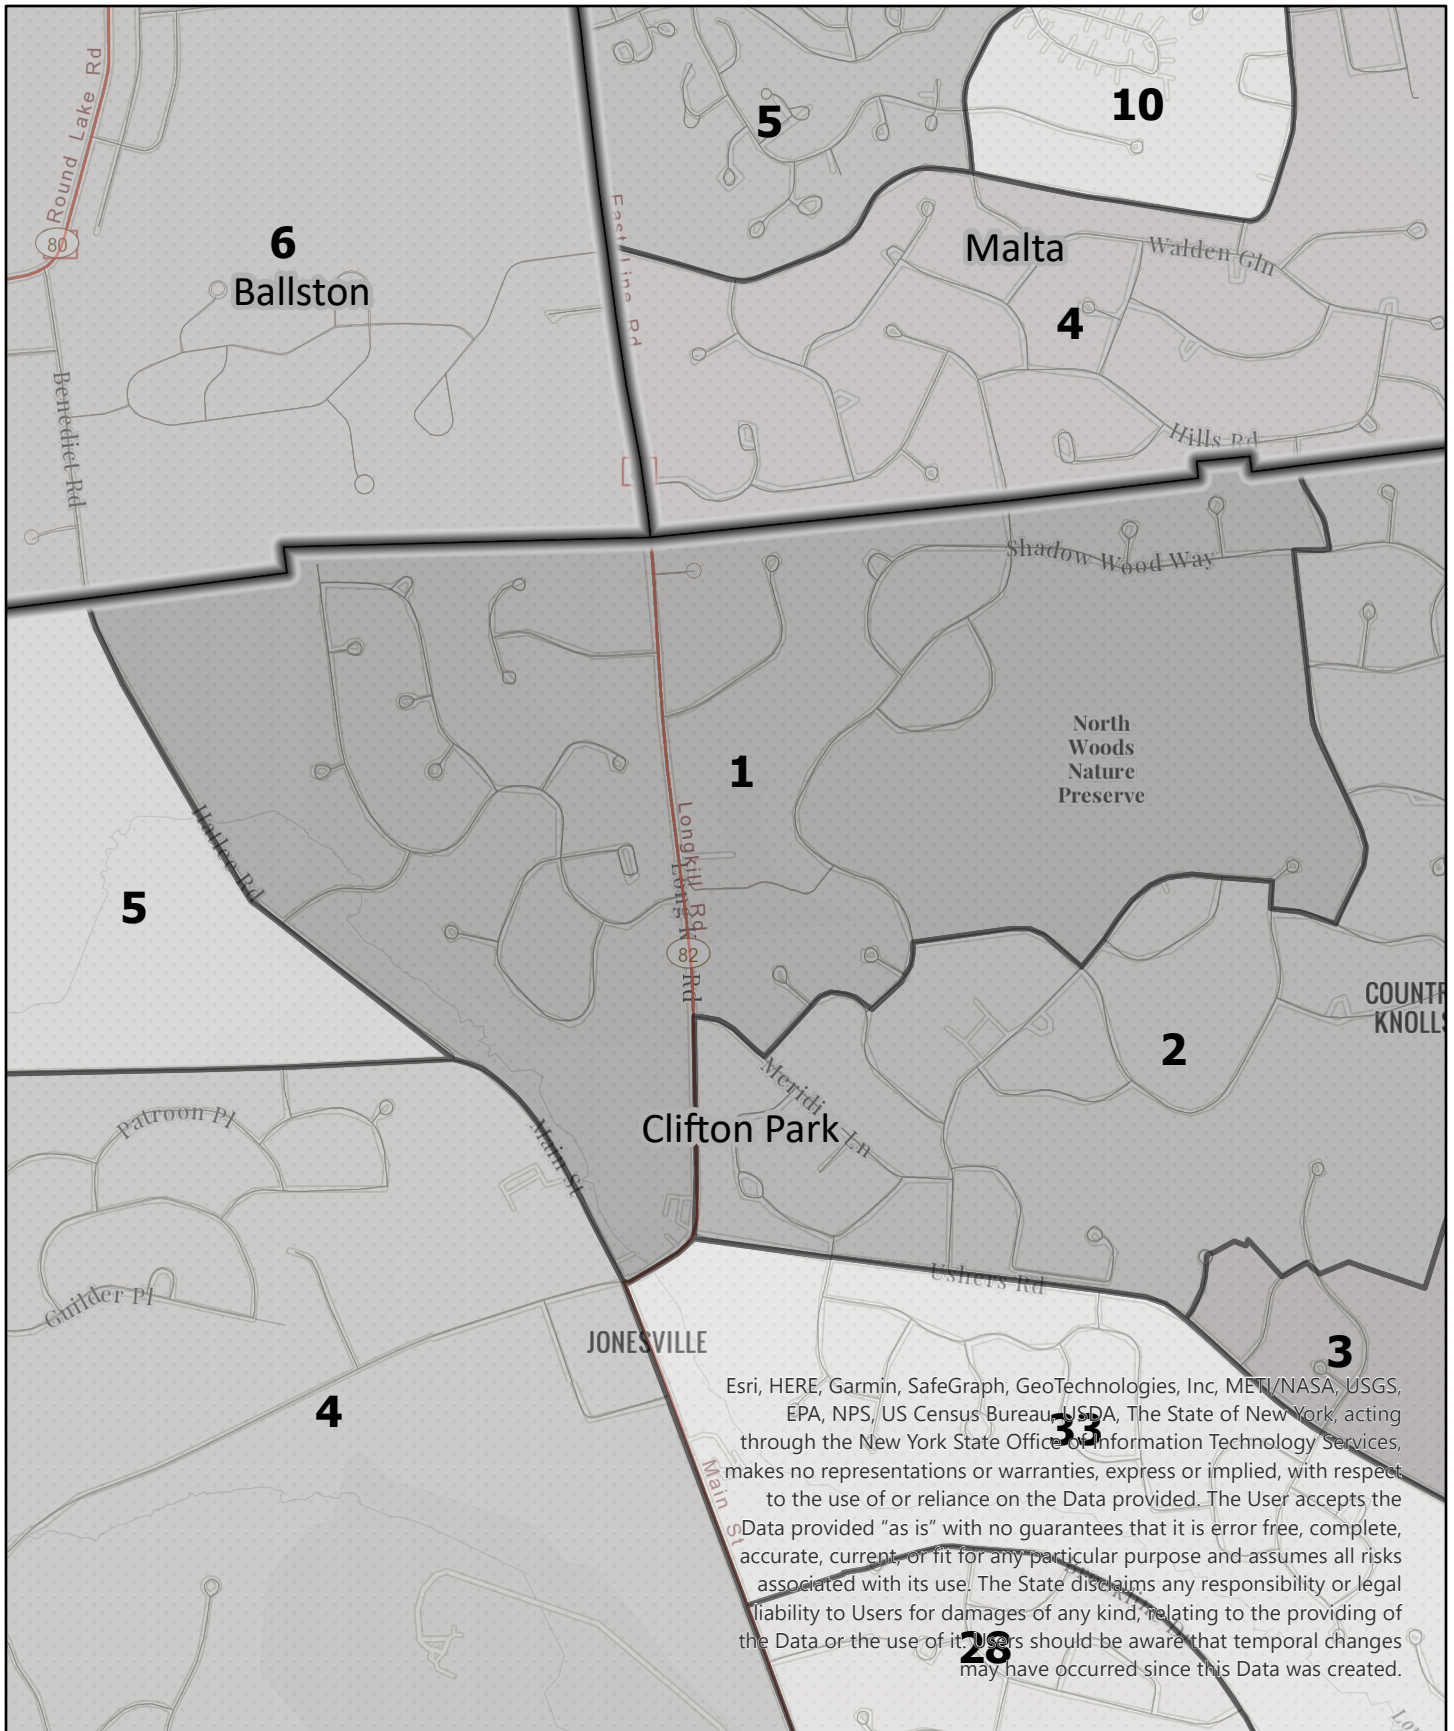 Round Lake Rd
80
5
10
6
Ballston
East Line Rd
Malta
Walden Gln
4
Benedict Rd
Hills Rd
Shadow Wood Way
North
Woods
Nature
Preserve
1
Hatlee Rd
Longkill Rd
Rd
82
5
2
COUNTR
KNOLLS
Meridi
Ln
Clifton Park
Patroon Pl
Main St
Guilder Pl
Ushers Rd
JONESVILLE
3
4
33
Main St
28
Esri, HERE, Garmin, SafeGraph, GeoTechnologies, Inc, METI/NASA, USGS,
EPA, NPS, US Census Bureau, USDA, The State of New York, acting
through the New York State Office of Information Technology Services,
makes no representations or warranties, express or implied, with respect
to the use of or reliance on the Data provided. The User accepts the
Data provided “as is” with no guarantees that it is error free, complete,
accurate, current, or fit for any particular purpose and assumes all risks
associated with its use. The State disclaims any responsibility or legal
liability to Users for damages of any kind, relating to the providing of
the Data or the use of it. Users should be aware that temporal changes
may have occurred since this Data was created.